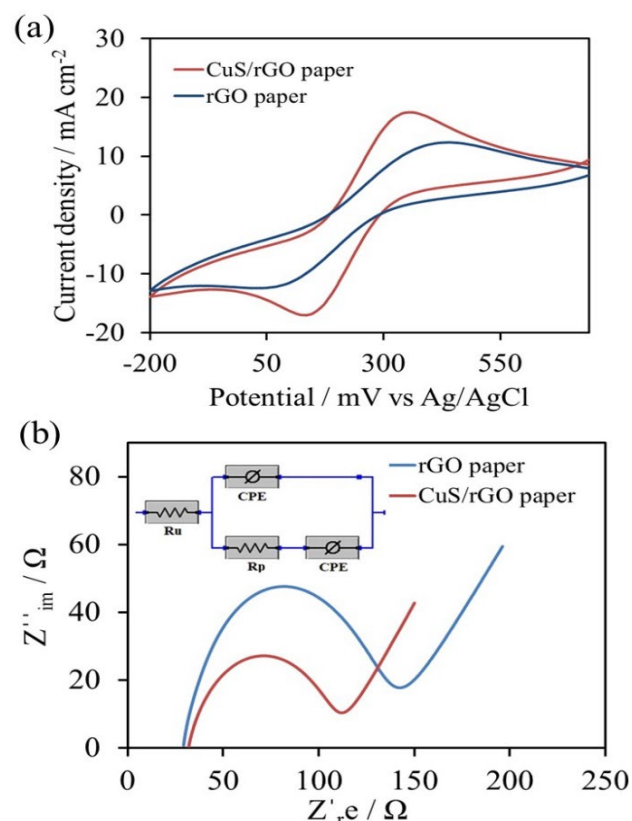 (a)
30
20
10
0
-10
-20
-200
50
300
550
CuS/rGO paper
rGO paper
Current density / mA cm-2
Potential / mV vs Ag/AgCl
(b)
80
60
40
20
0
0
50
100
150
200
250
rGO paper
CuS/rGO paper
CPE
Ru
Rp
CPE
Z''im / Ω
Z're / Ω